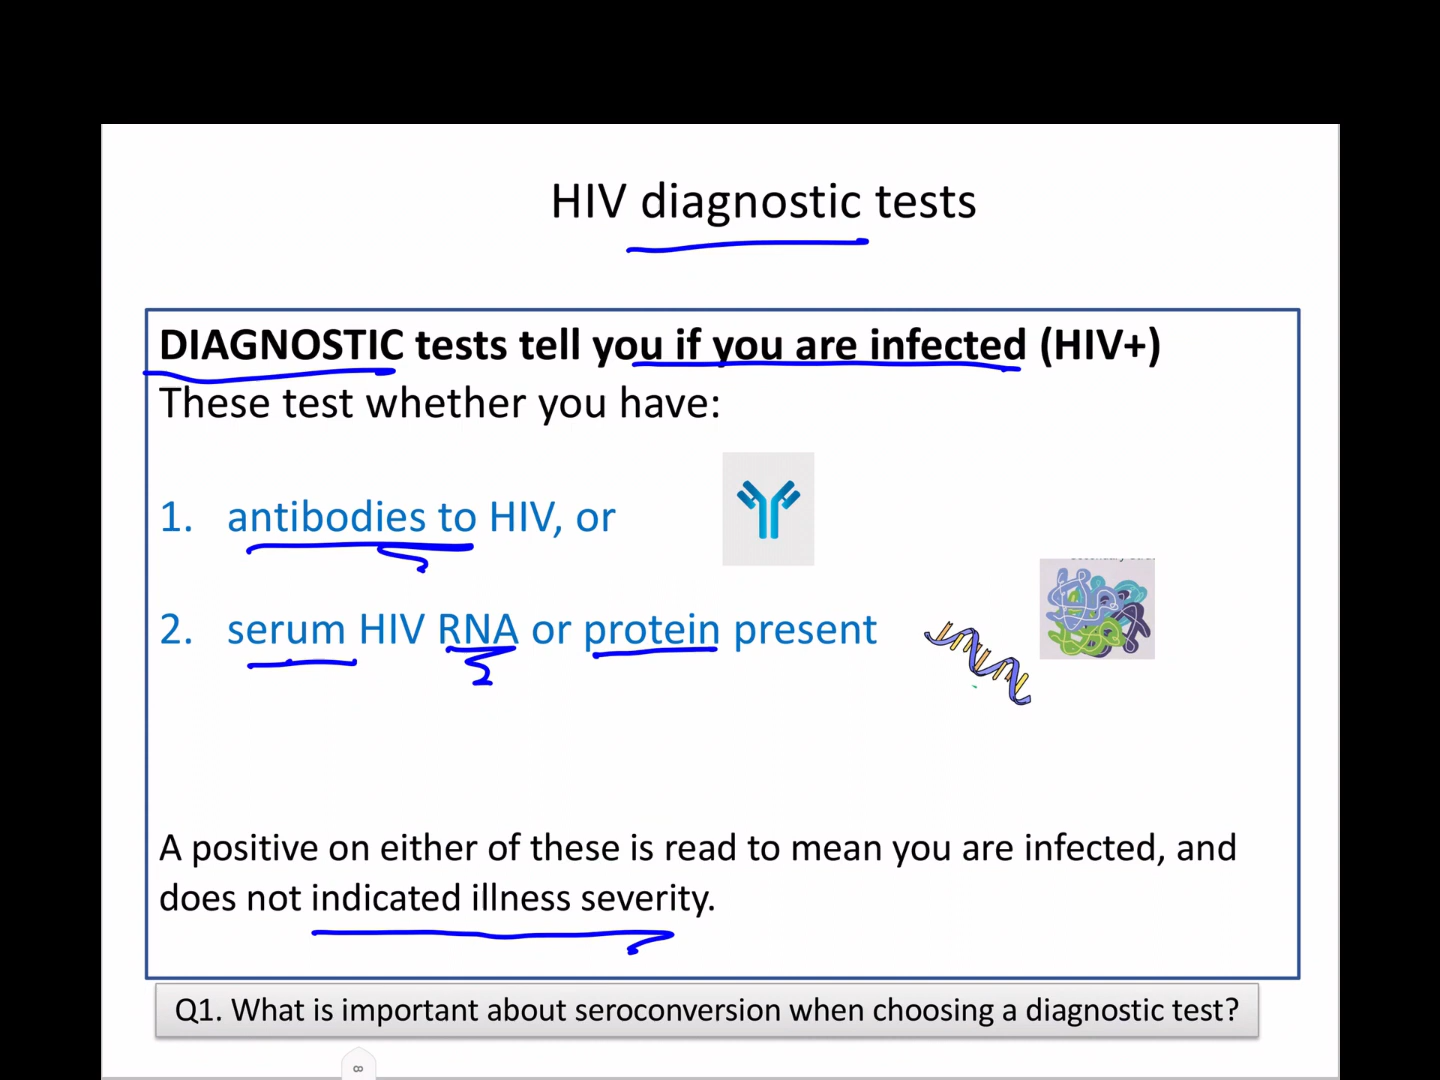 HIV diagnostic tests
DIAGNOSTIC tests tell you if you are infected (HIV+)
These test whether you have:
1. antibodies to HIV, or
2. serum HIV RNA or protein present
A positive on either of these is read to mean you are infected, and
does not indicated illness severity.
Q1. What is important about seroconversion when choosing a diagnostic test?
8